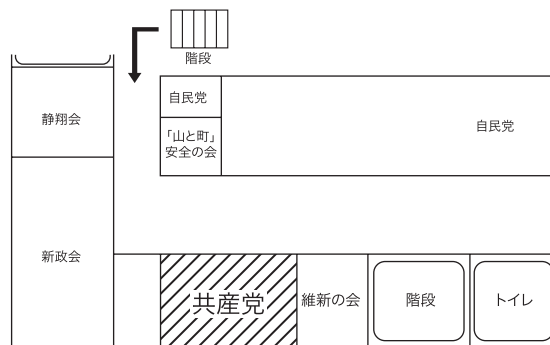 階段
自民党
静翔会
「山と町」
安全の会
自民党
新政会
共産党
維新の会
階段
トイレ